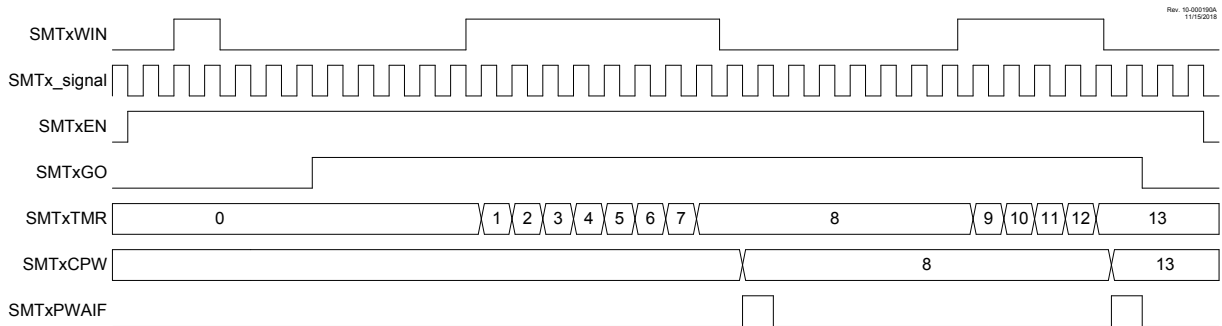 Rev. 10-000190A
11/15/2018
SMTxWIN
SMTx_signal
SMTxEN
SMTxGO
SMTxTMR 0 1 2 3 4 5 6 7 8 9 10 11 12 13
SMTxCPW 8 13
SMTxPWAIF